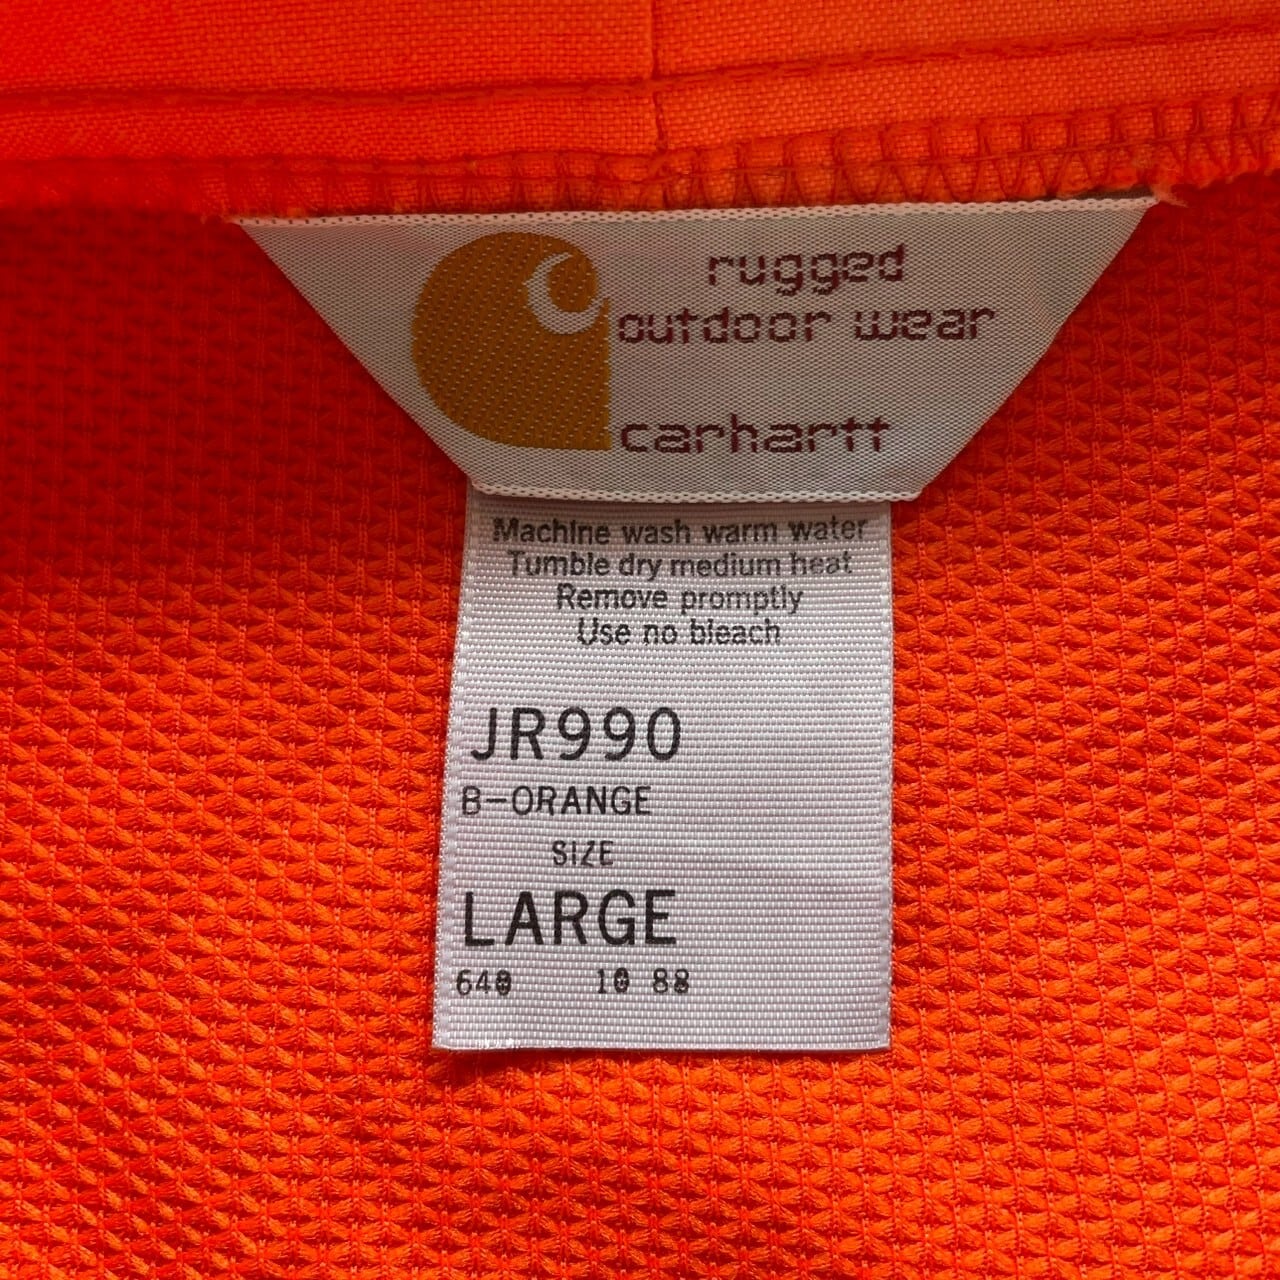 rugged
outdoor wear
carhartt
Machine wash warm water
Tumble dry medium heat
Remove promptly
Use no bleach
JR990
B-ORANGE
SIZE
LARGE
640 10 88